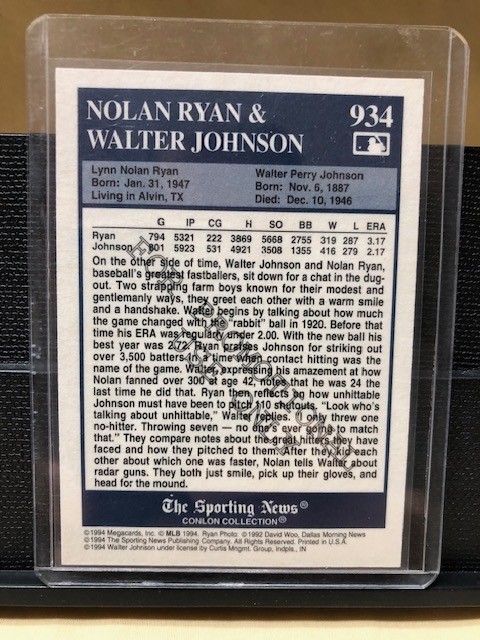 NOLAN RYAN &
WALTER JOHNSON
934
Lynn Nolan Ryan
Born: Jan. 31, 1947
Living in Alvin, TX
Walter Perry Johnson
Born: Nov. 6, 1887
Died: Dec. 10, 1946
G IP CG H SO BB W L ERA
Ryan 794 5321 222 3869 5668 2755 319 287 3.17
Johnson 801 5923 531 4921 3508 1355 416 279 2.17
On the other side of time, Walter Johnson and Nolan Ryan,
baseball's greatest fastballers, sit down for a chat in the dug-
out. Two strapping farm boys known for their modest and
gentlemanly ways, they greet each other with a warm smile
and a handshake. Walter begins by talking about how much
the game changed with the "rabbit" ball in 1920. Before that
time his ERA was regularly under 2.00. With the new ball his
best year was 2.72. Ryan praises Johnson for striking out
over 3,500 batters in a time when contact hitting was the
name of the game. Walter, expressing his amazement at how
Nolan fanned over 300 at age 42, notes that he was 24 the
last time he did that. Ryan then reflects on how unhittable
Johnson must have been to pitch 110 shutouts. "Look who's
talking about unhittable," Walter replies. "I only threw one
no-hitter. Throwing seven — no one's ever going to match
that." They compare notes about the great hitters they have
faced and how they pitched to them. After they ask each
other about which one was faster, Nolan tells Walter about
radar guns. They both just smile, pick up their gloves, and
head for the mound.
FOR PROMOTIONAL
USE ONLY
The Sporting News®
CONLON COLLECTION®
©1994 Megacards, Inc. © MLB 1994. Ryan Photo: ©1992 David Woo, Dallas Morning News
©1994 The Sporting News Publishing Company. All Rights Reserved. Printed in U.S.A.
©1994 Walter Johnson under license by Curtis Mngmt. Group, Indpls., IN